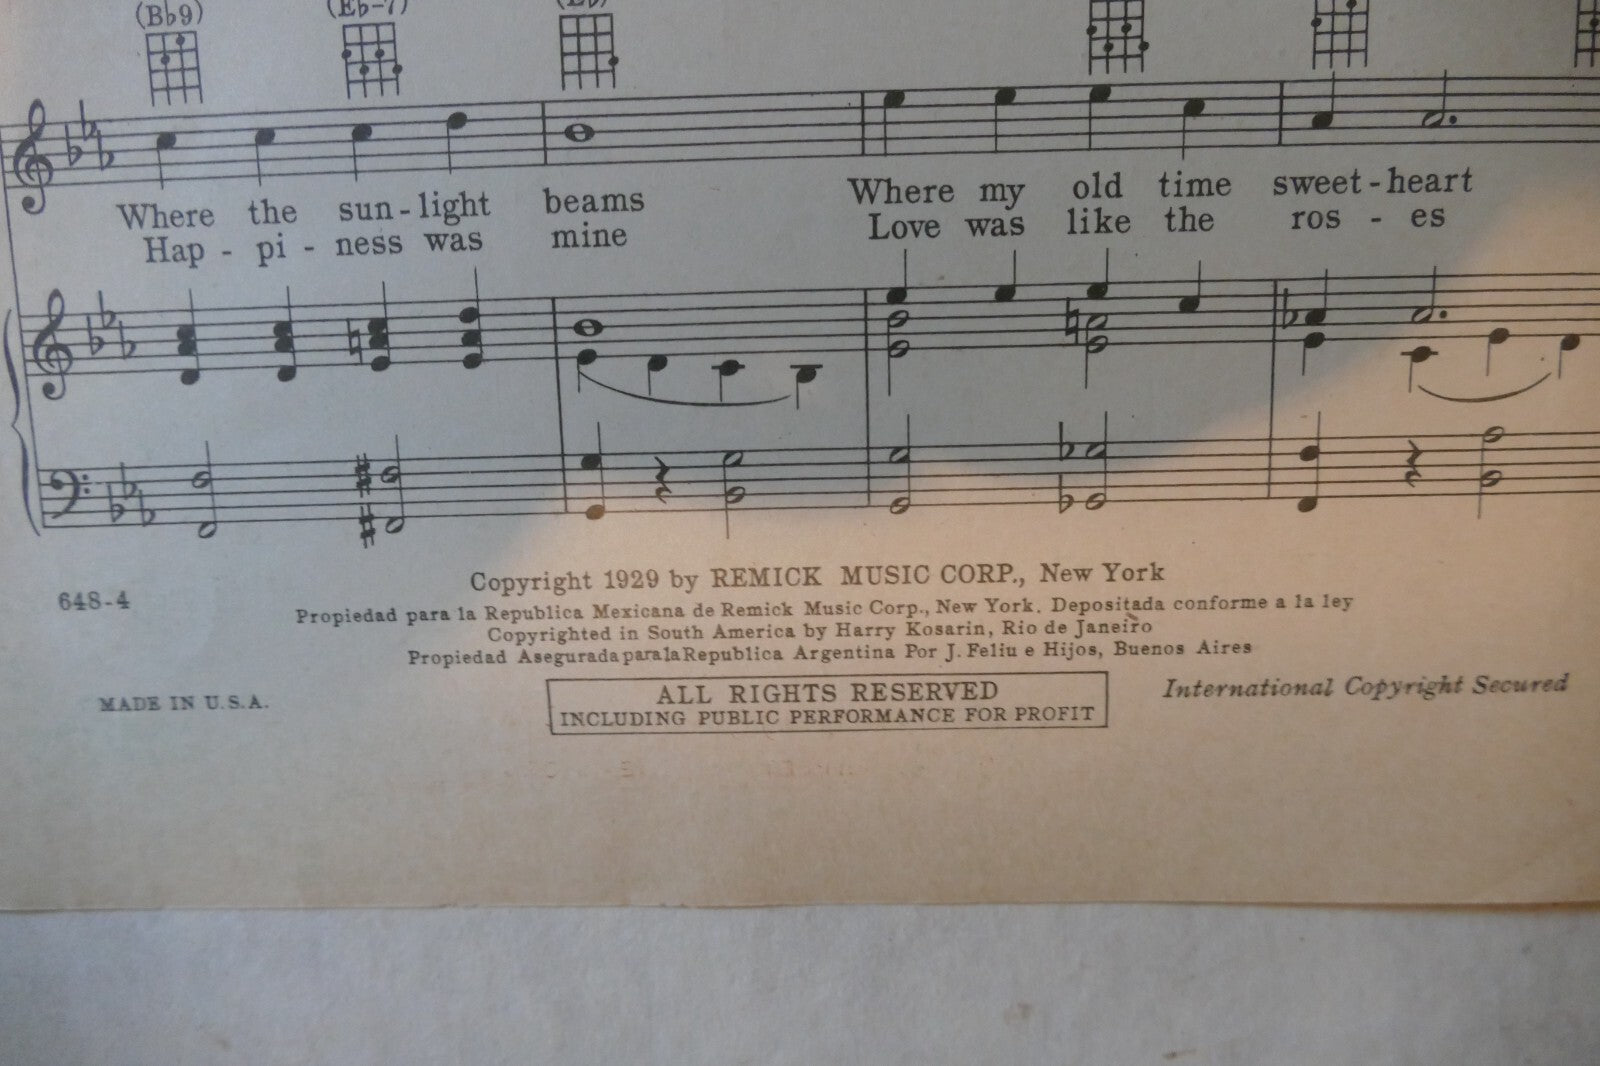 (Bb9) (Eb-7) (Eb)
Where the sun-light beams Where my old time sweet-heart
Hap - pi - ness was mine Love was like the ros - es
648-4
Copyright 1929 by REMICK MUSIC CORP., New York
Propiedad para la Republica Mexicana de Remick Music Corp., New York. Depositada conforme a la ley
Copyrighted in South America by Harry Kosarin, Rio de Janeiro
Propiedad Asegurada para la Republica Argentina Por J. Feliu e Hijos, Buenos Aires
MADE IN U.S.A.
ALL RIGHTS RESERVED
INCLUDING PUBLIC PERFORMANCE FOR PROFIT
International Copyright Secured